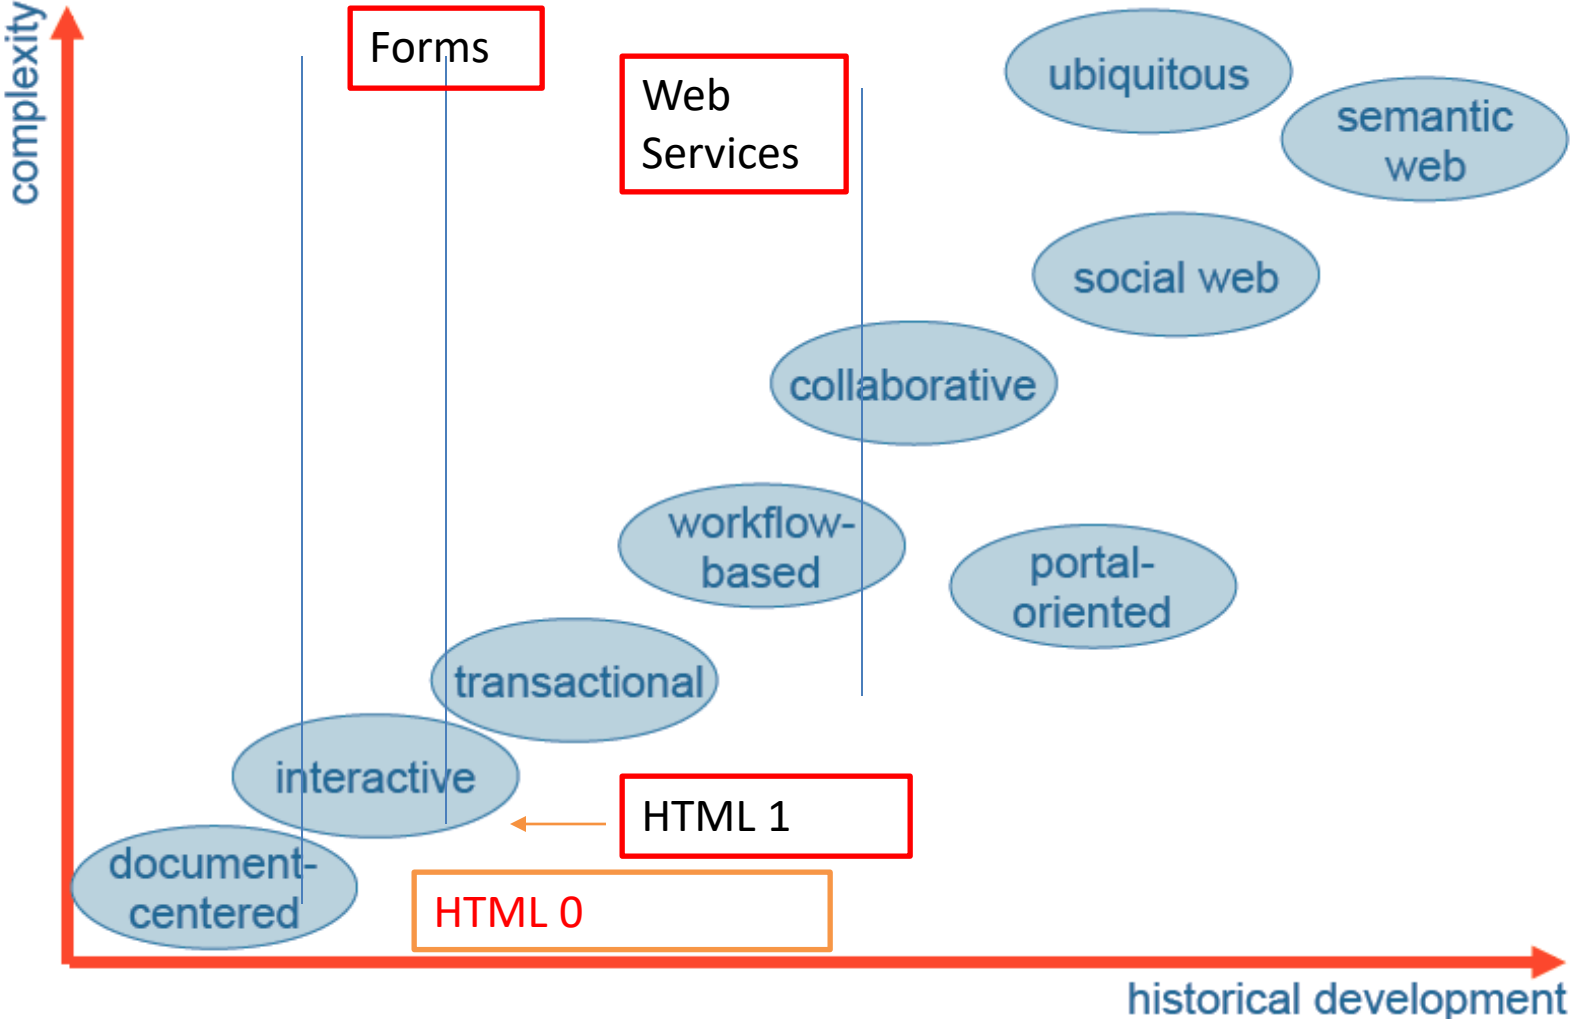 complexity
Forms
Web
Services
ubiquitous
semantic
web
social web
collaborative
workflow-
based
portal-
oriented
transactional
interactive
HTML 1
document-
centered
HTML 0
historical development